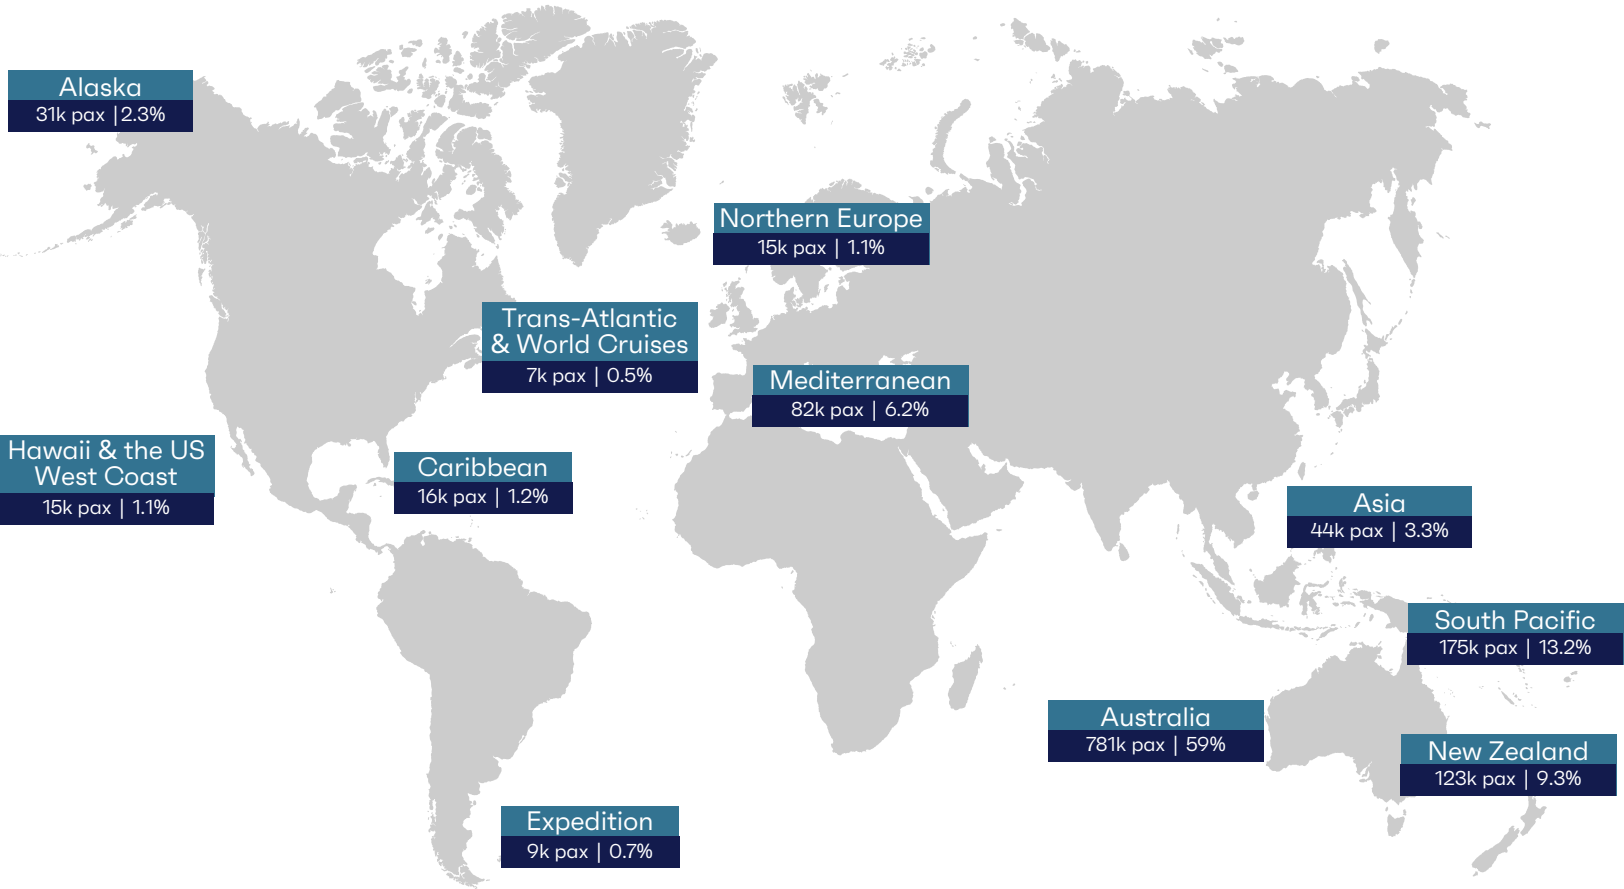 Alaska
31k pax | 2.3%
Northern Europe
15k pax | 1.1%
Trans-Atlantic
& World Cruises
7k pax | 0.5%
Mediterranean
82k pax | 6.2%
Hawaii & the US
West Coast
15k pax | 1.1%
Caribbean
16k pax | 1.2%
Asia
44k pax | 3.3%
South Pacific
175k pax | 13.2%
Australia
781k pax | 59%
New Zealand
123k pax | 9.3%
Expedition
9k pax | 0.7%